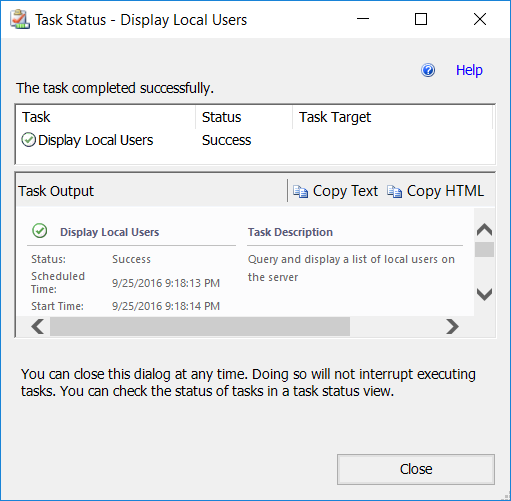 Task Status - Display Local Users
Help
The task completed successfully.
Task Status Task Target
Display Local Users Success
Task Output Copy Text Copy HTML
Display Local Users Task Description
Status: Success Query and display a list of local users on
Scheduled the server
Time: 9/25/2016 9:18:13 PM
Start Time: 9/25/2016 9:18:14 PM
You can close this dialog at any time. Doing so will not interrupt executing
tasks. You can check the status of tasks in a task status view.
Close